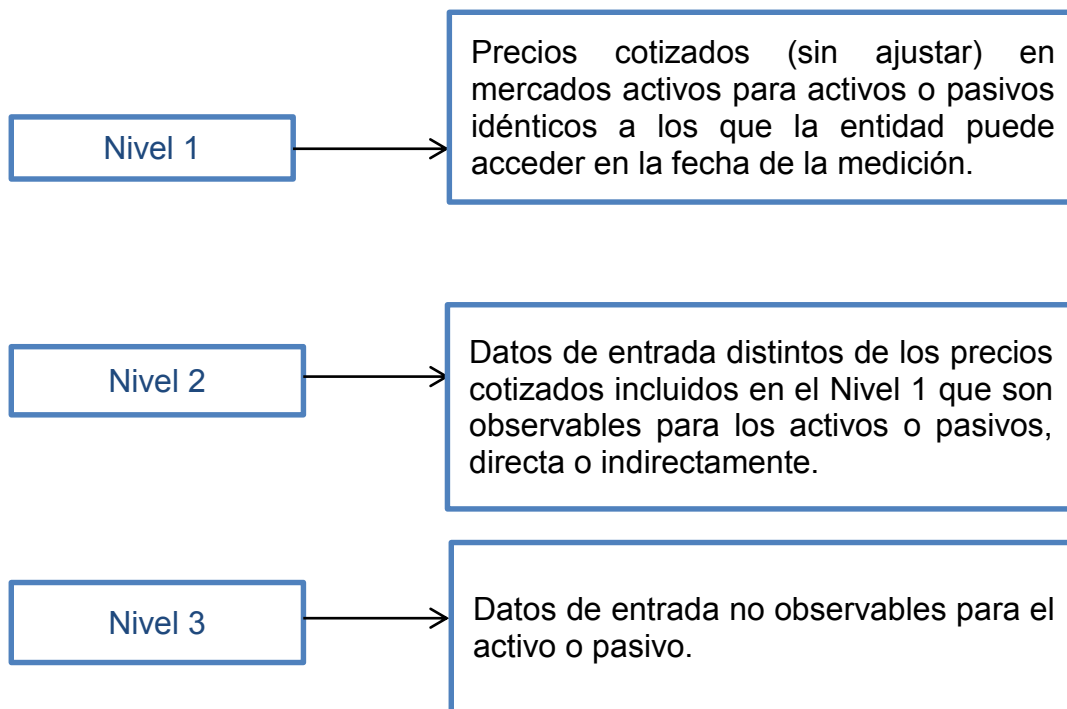 Nivel 1
Precios cotizados (sin ajustar) en
mercados activos para activos o pasivos
idénticos a los que la entidad puede
acceder en la fecha de la medición.
Nivel 2
Datos de entrada distintos de los precios
cotizados incluidos en el Nivel 1 que son
observables para los activos o pasivos,
directa o indirectamente.
Nivel 3
Datos de entrada no observables para el
activo o pasivo.